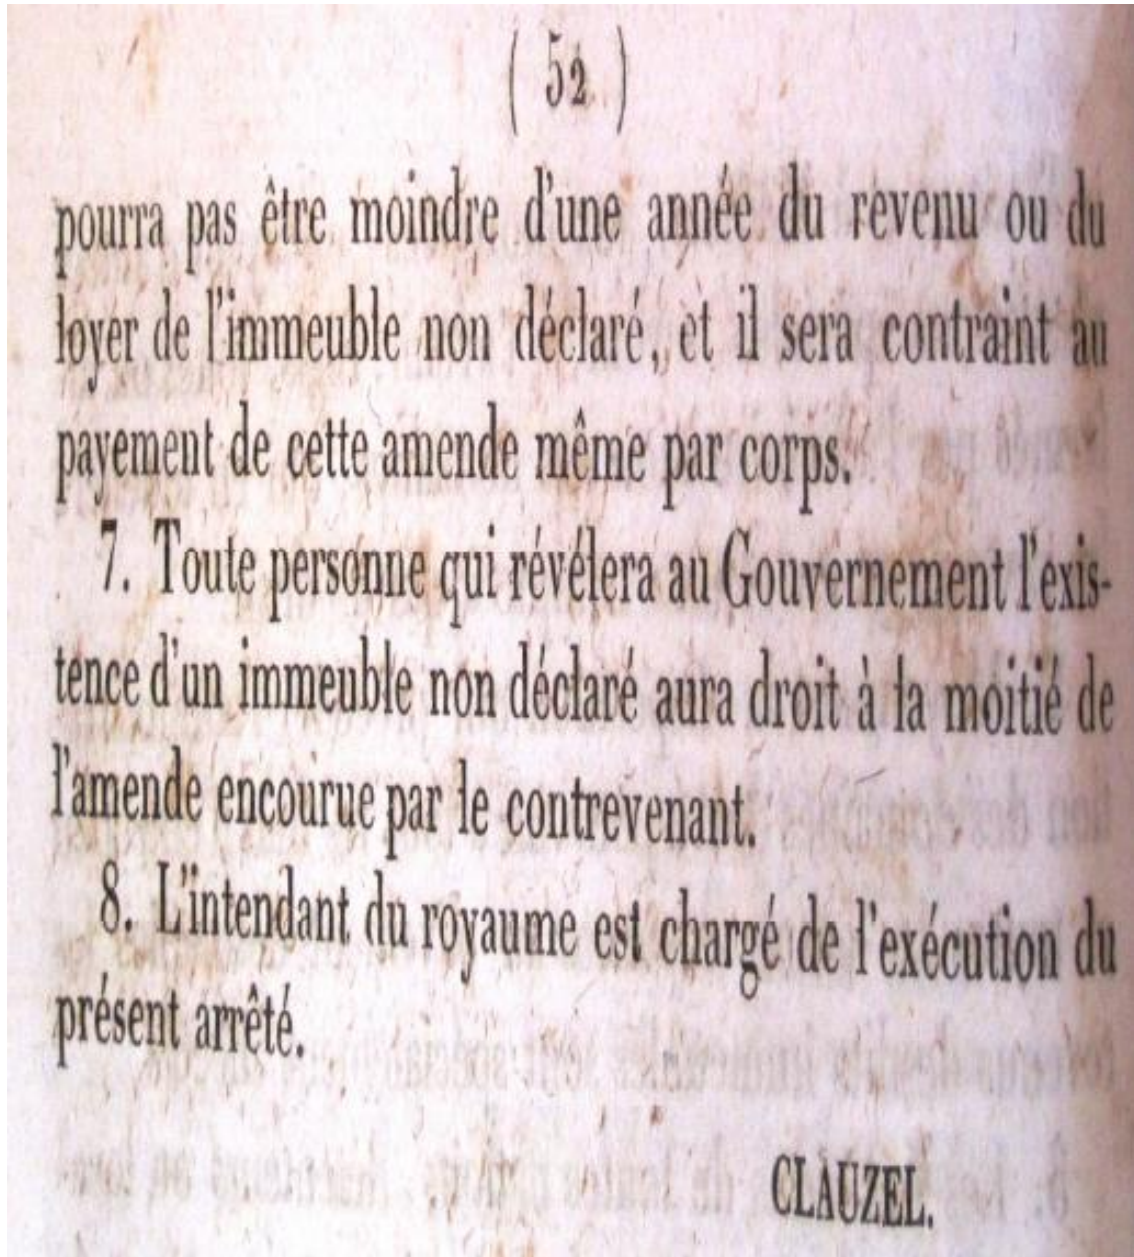 ( 52 )
pourra pas être moindre d'une année du revenu ou du
loyer de l'immeuble non déclaré, et il sera contraint au
payement de cette amende même par corps.
7. Toute personne qui révélera au Gouvernement l'exis-
tence d'un immeuble non déclaré aura droit à la moitié de
l'amende encourue par le contrevenant.
8. L'intendant du royaume est chargé de l'exécution du
présent arrêté.
CLAUZEL.